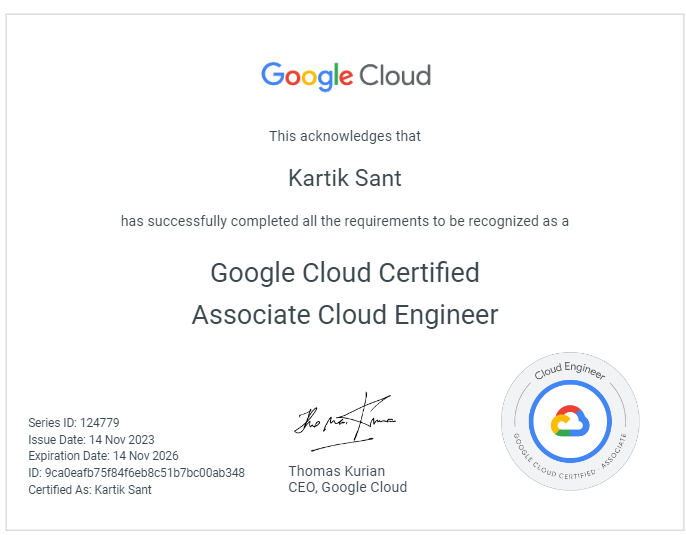 Google Cloud
This acknowledges that
Kartik Sant
has successfully completed all the requirements to be recognized as a
Google Cloud Certified
Associate Cloud Engineer
Series ID: 124779
Issue Date: 14 Nov 2023
Expiration Date: 14 Nov 2026
ID: 9ca0eafb75f84f6eb8c51b7bc00ab348
Certified As: Kartik Sant
Thomas Kurian
CEO, Google Cloud
Cloud Engineer
GOOGLE CLOUD CERTIFIED · ASSOCIATE